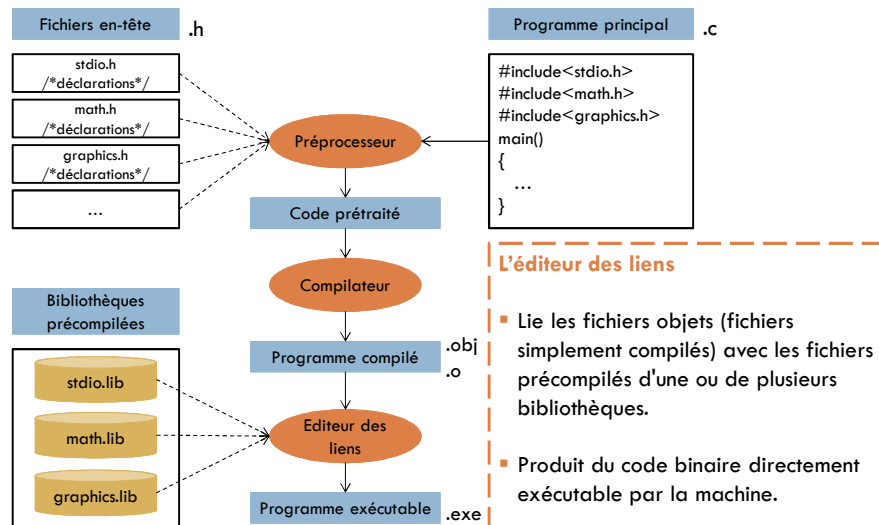 Fichiers en-tête
.h
stdio.h
/*déclarations*/
math.h
/*déclarations*/
graphics.h
/*déclarations*/
...
Programme principal
.c
#include<stdio.h>
#include<math.h>
#include<graphics.h>
main()
{
...
}
Préprocesseur
Code prétraité
Compilateur
Programme compilé
.obj
.o
Bibliothèques
précompilées
stdio.lib
math.lib
graphics.lib
Editeur des
liens
Programme exécutable
.exe
L'éditeur des liens
▪ Lie les fichiers objets (fichiers
simplement compilés) avec les fichiers
précompilés d'une ou de plusieurs
bibliothèques.
▪ Produit du code binaire directement
exécutable par la machine.